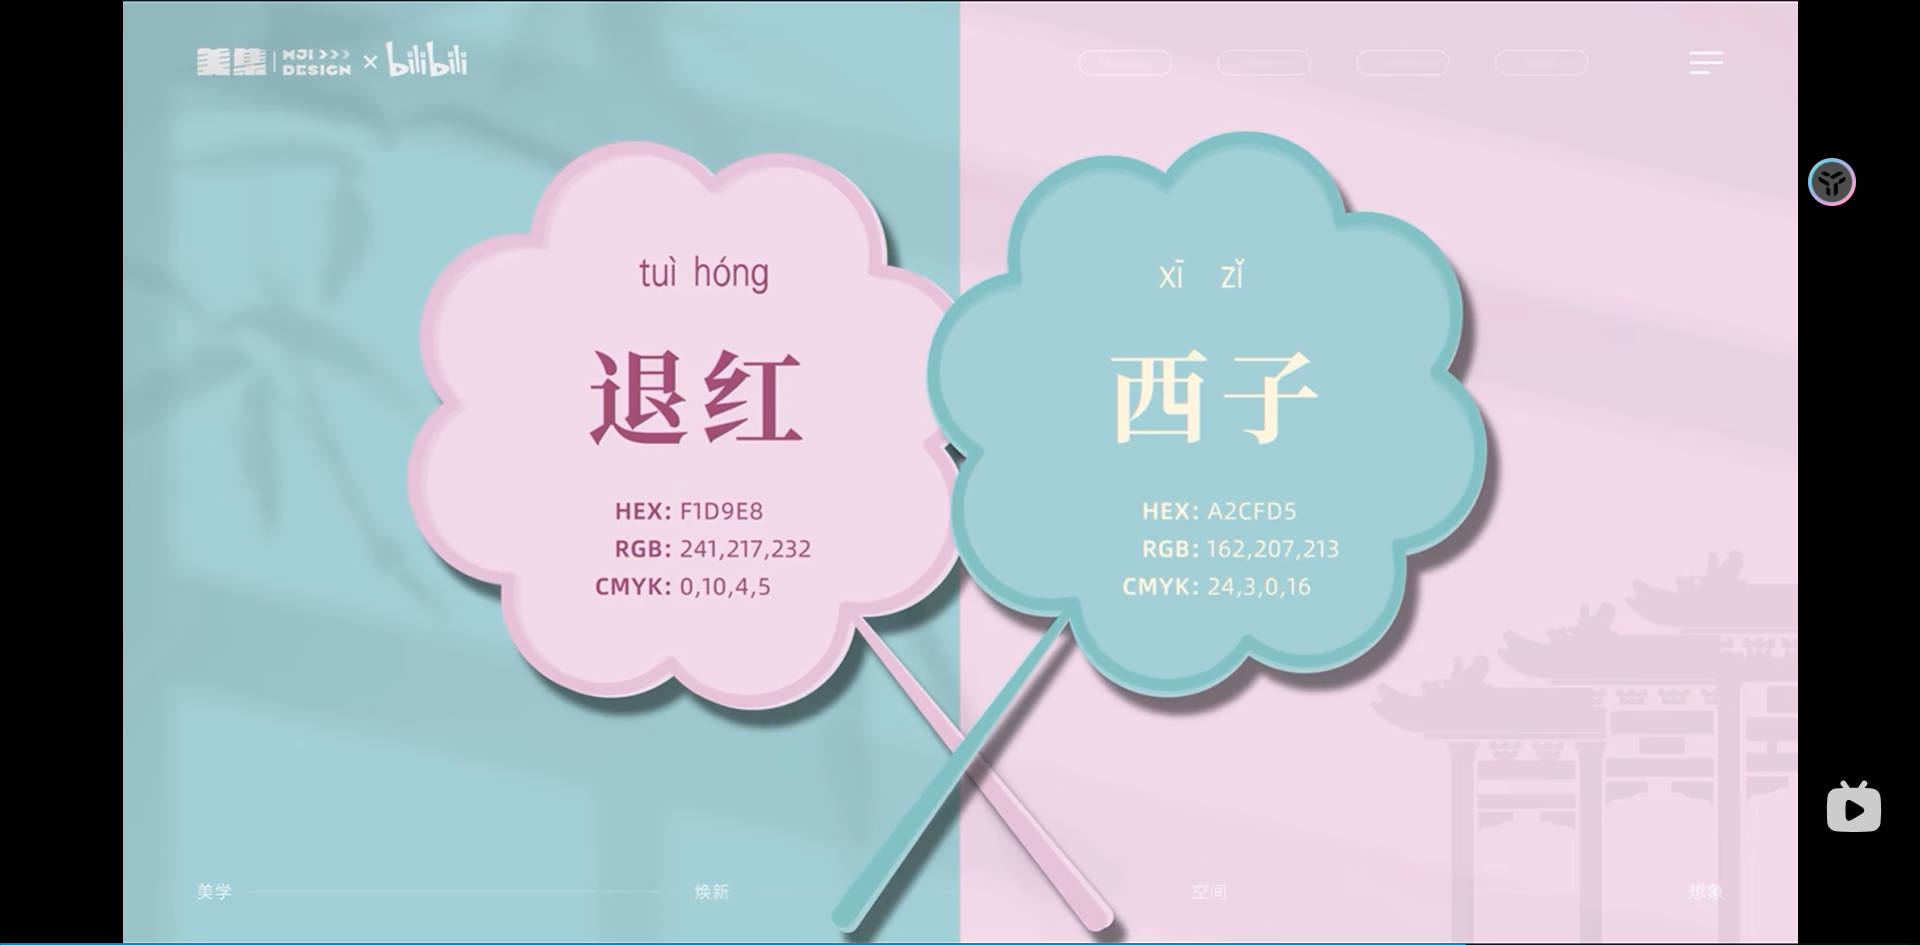 美集 MJI >>> DESIGN × bilibili
tuì hóng
退红
HEX: F1D9E8
RGB: 241,217,232
CMYK: 0,10,4,5
xī zǐ
西子
HEX: A2CFD5
RGB: 162,207,213
CMYK: 24,3,0,16
美学 焕新 空间 想象